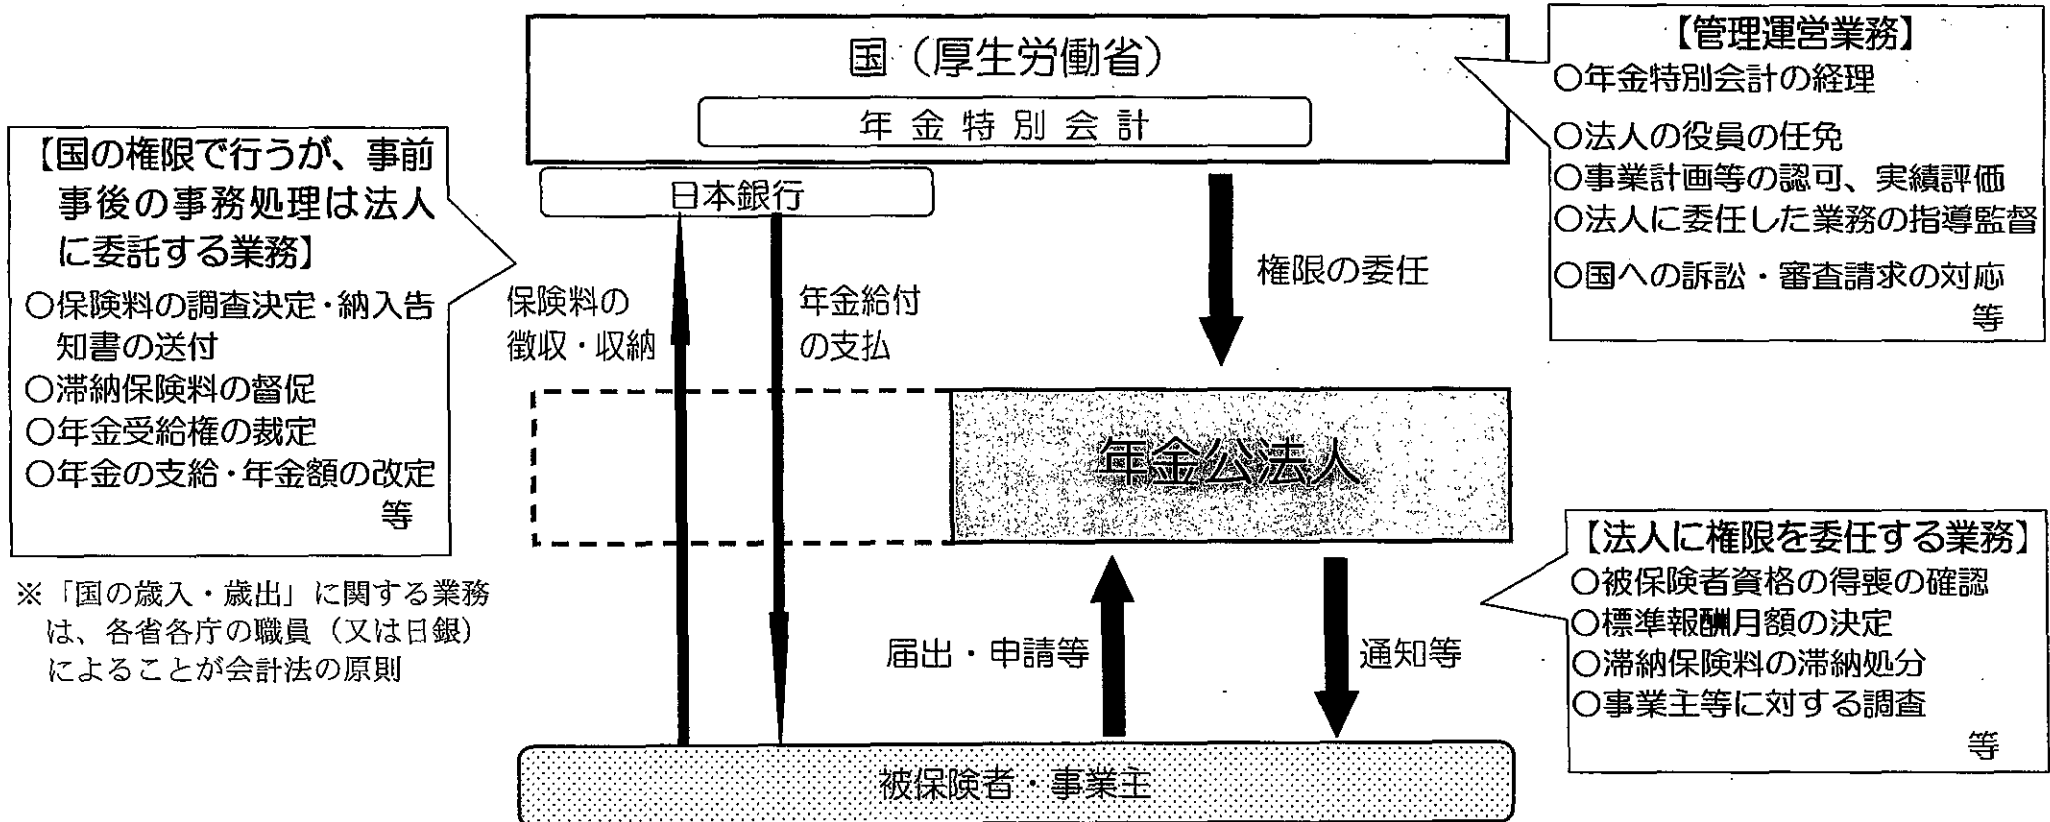 国（厚生労働省）
年金特別会計
日本銀行
【管理運営業務】
○年金特別会計の経理
○法人の役員の任免
○事業計画等の認可、実績評価
○法人に委任した業務の指導監督
○国への訴訟・審査請求の対応
等
【国の権限で行うが、事前
事後の事務処理は法人
に委託する業務】
○保険料の調査決定・納入告
知書の送付
○滞納保険料の督促
○年金受給権の裁定
○年金の支給・年金額の改定
等
※「国の歳入・歳出」に関する業務
は、各省各庁の職員（又は日銀）
によることが会計法の原則
保険料の
徴収・収納
年金給付
の支払
権限の委任
年金公法人
届出・申請等
通知等
【法人に権限を委任する業務】
○被保険者資格の得喪の確認
○標準報酬月額の決定
○滞納保険料の滞納処分
○事業主等に対する調査
等
被保険者・事業主